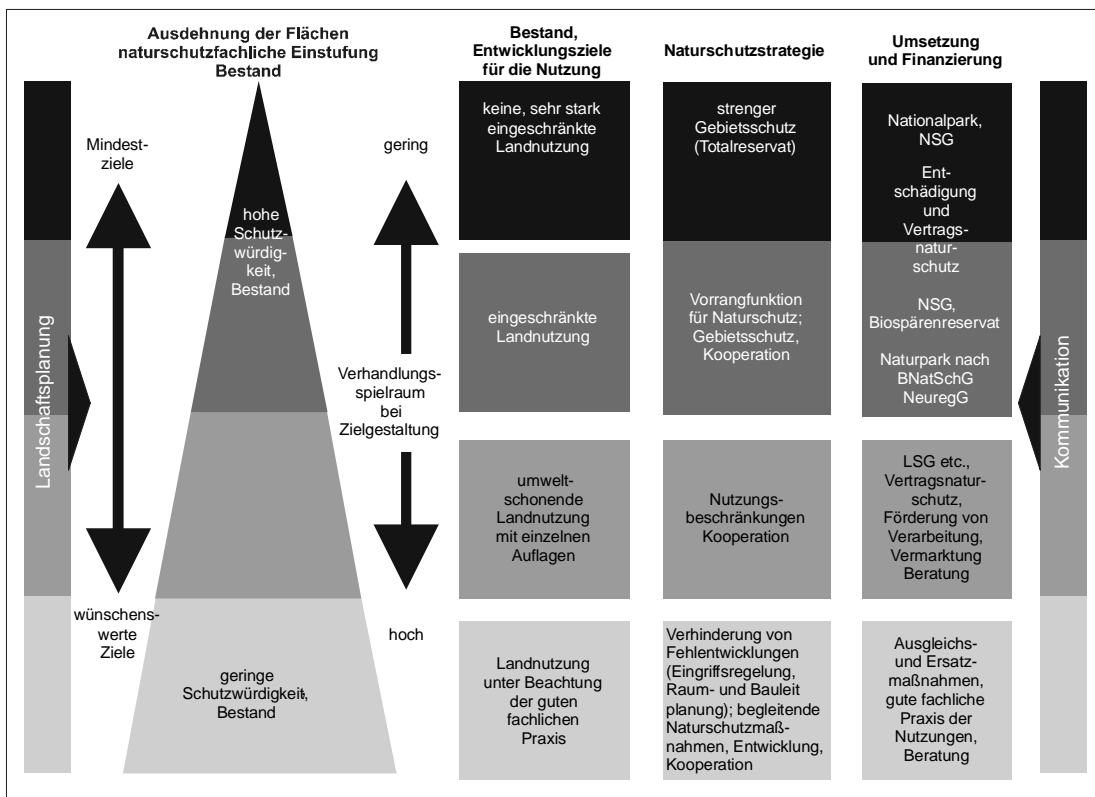 Ausdehnung der Flächen
naturschutzfachliche Einstufung
Bestand
Bestand,
Entwicklungsziele
für die Nutzung
Naturschutzstrategie
Umsetzung
und Finanzierung
Landschaftsplanung
Mindest-
ziele
wünschens-
werte
Ziele
hohe
Schutz-
würdig-
keit,
Bestand
geringe
Schutzwürdigkeit,
Bestand
gering
Verhandlungs-
spielraum
bei
Zielgestaltung
hoch
keine, sehr stark
eingeschränkte
Landnutzung
strenger
Gebietsschutz
(Totalreservat)
Nationalpark,
NSG
Ent-
schädigung
und
Vertrags-
natur-
schutz
eingeschränkte
Landnutzung
Vorrangfunktion
für Naturschutz;
Gebietsschutz,
Kooperation
NSG,
Biospärenreservat
Naturpark nach
BNatSchG
NeuregG
umwelt-
schonende
Landnutzung
mit einzelnen
Auflagen
Nutzungs-
beschränkungen
Kooperation
LSG etc.,
Vertragsnatur-
schutz,
Förderung von
Verarbeitung,
Vermarktung
Beratung
Landnutzung
unter Beachtung
der guten
fachlichen
Praxis
Verhinderung von
Fehlentwicklungen
(Eingriffsregelung,
Raum- und Bauleit
planung); begleitende
Naturschutzmaß-
nahmen, Entwicklung,
Kooperation
Ausgleichs-
und Ersatz-
maßnahmen,
gute fachliche
Praxis der
Nutzungen,
Beratung
Kommunikation